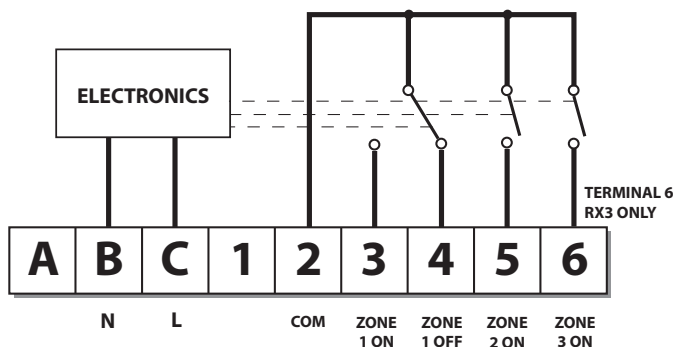 ELECTRONICS
TERMINAL 6
RX3 ONLY
A B C 1 2 3 4 5 6
N L COM ZONE ZONE ZONE ZONE
1 ON 1 OFF 2 ON 3 ON